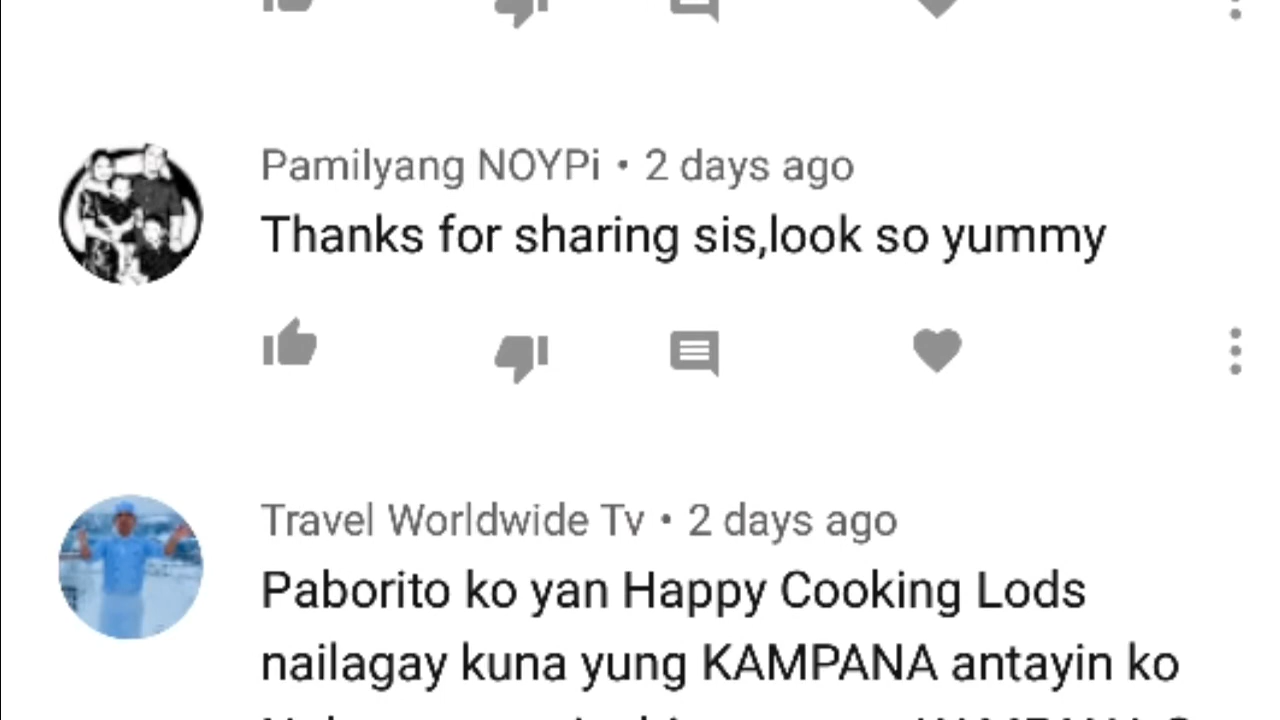 Pamilyang NOYPi • 2 days ago
Thanks for sharing sis,look so yummy
Travel Worldwide Tv • 2 days ago
Paborito ko yan Happy Cooking Lods
nailagay kuna yung KAMPANA antayin ko